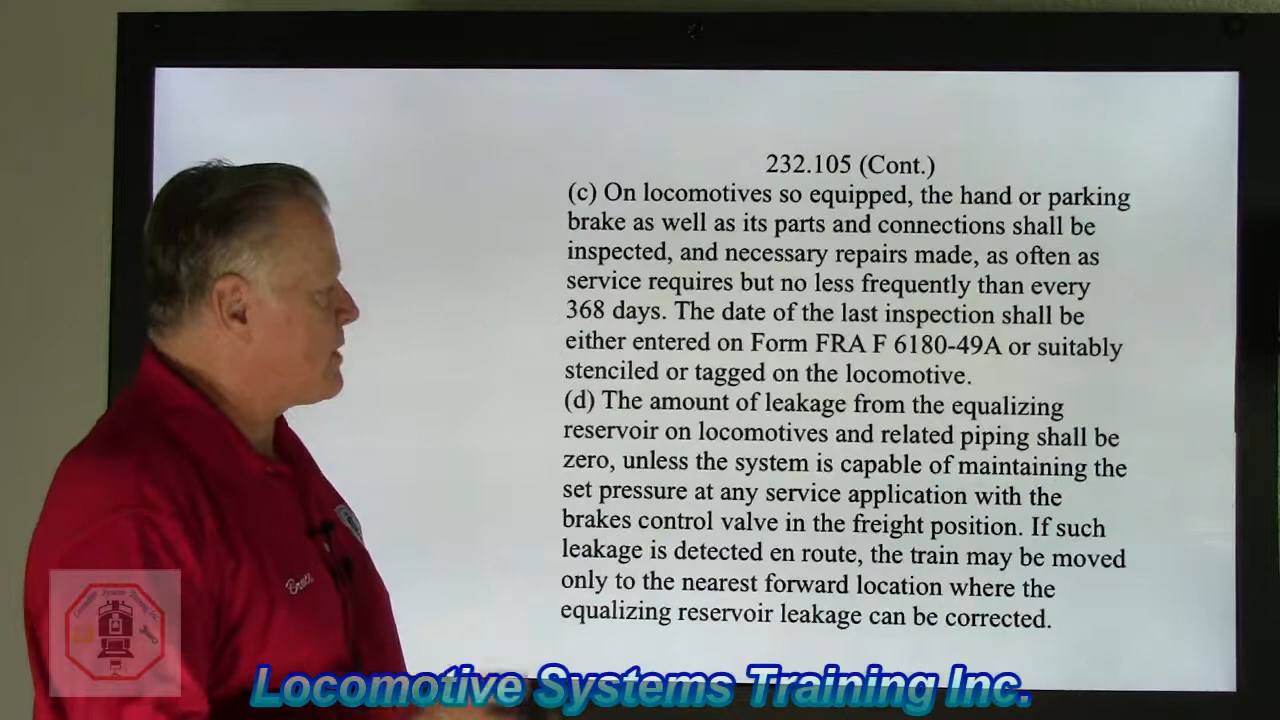 232.105 (Cont.)
(c) On locomotives so equipped, the hand or parking
brake as well as its parts and connections shall be
inspected, and necessary repairs made, as often as
service requires but no less frequently than every
368 days. The date of the last inspection shall be
either entered on Form FRA F 6180-49A or suitably
stenciled or tagged on the locomotive.
(d) The amount of leakage from the equalizing
reservoir on locomotives and related piping shall be
zero, unless the system is capable of maintaining the
set pressure at any service application with the
brakes control valve in the freight position. If such
leakage is detected en route, the train may be moved
only to the nearest forward location where the
equalizing reservoir leakage can be corrected.
Locomotive Systems Training Inc.
Locomotive Systems Training Inc.